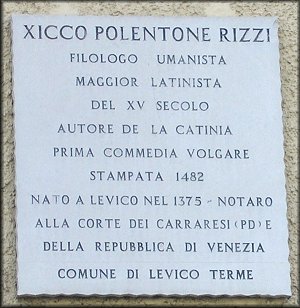 XICCO POLENTONE RIZZI
FILOLOGO UMANISTA
MAGGIOR LATINISTA
DEL XV SECOLO
AUTORE DE LA CATINIA
PRIMA COMMEDIA VOLGARE
STAMPATA 1482
NATO A LEVICO NEL 1375 - NOTARO
ALLA CORTE DEI CARRARESI (PD) E
DELLA REPUBBLICA DI VENEZIA
COMUNE DI LEVICO TERME